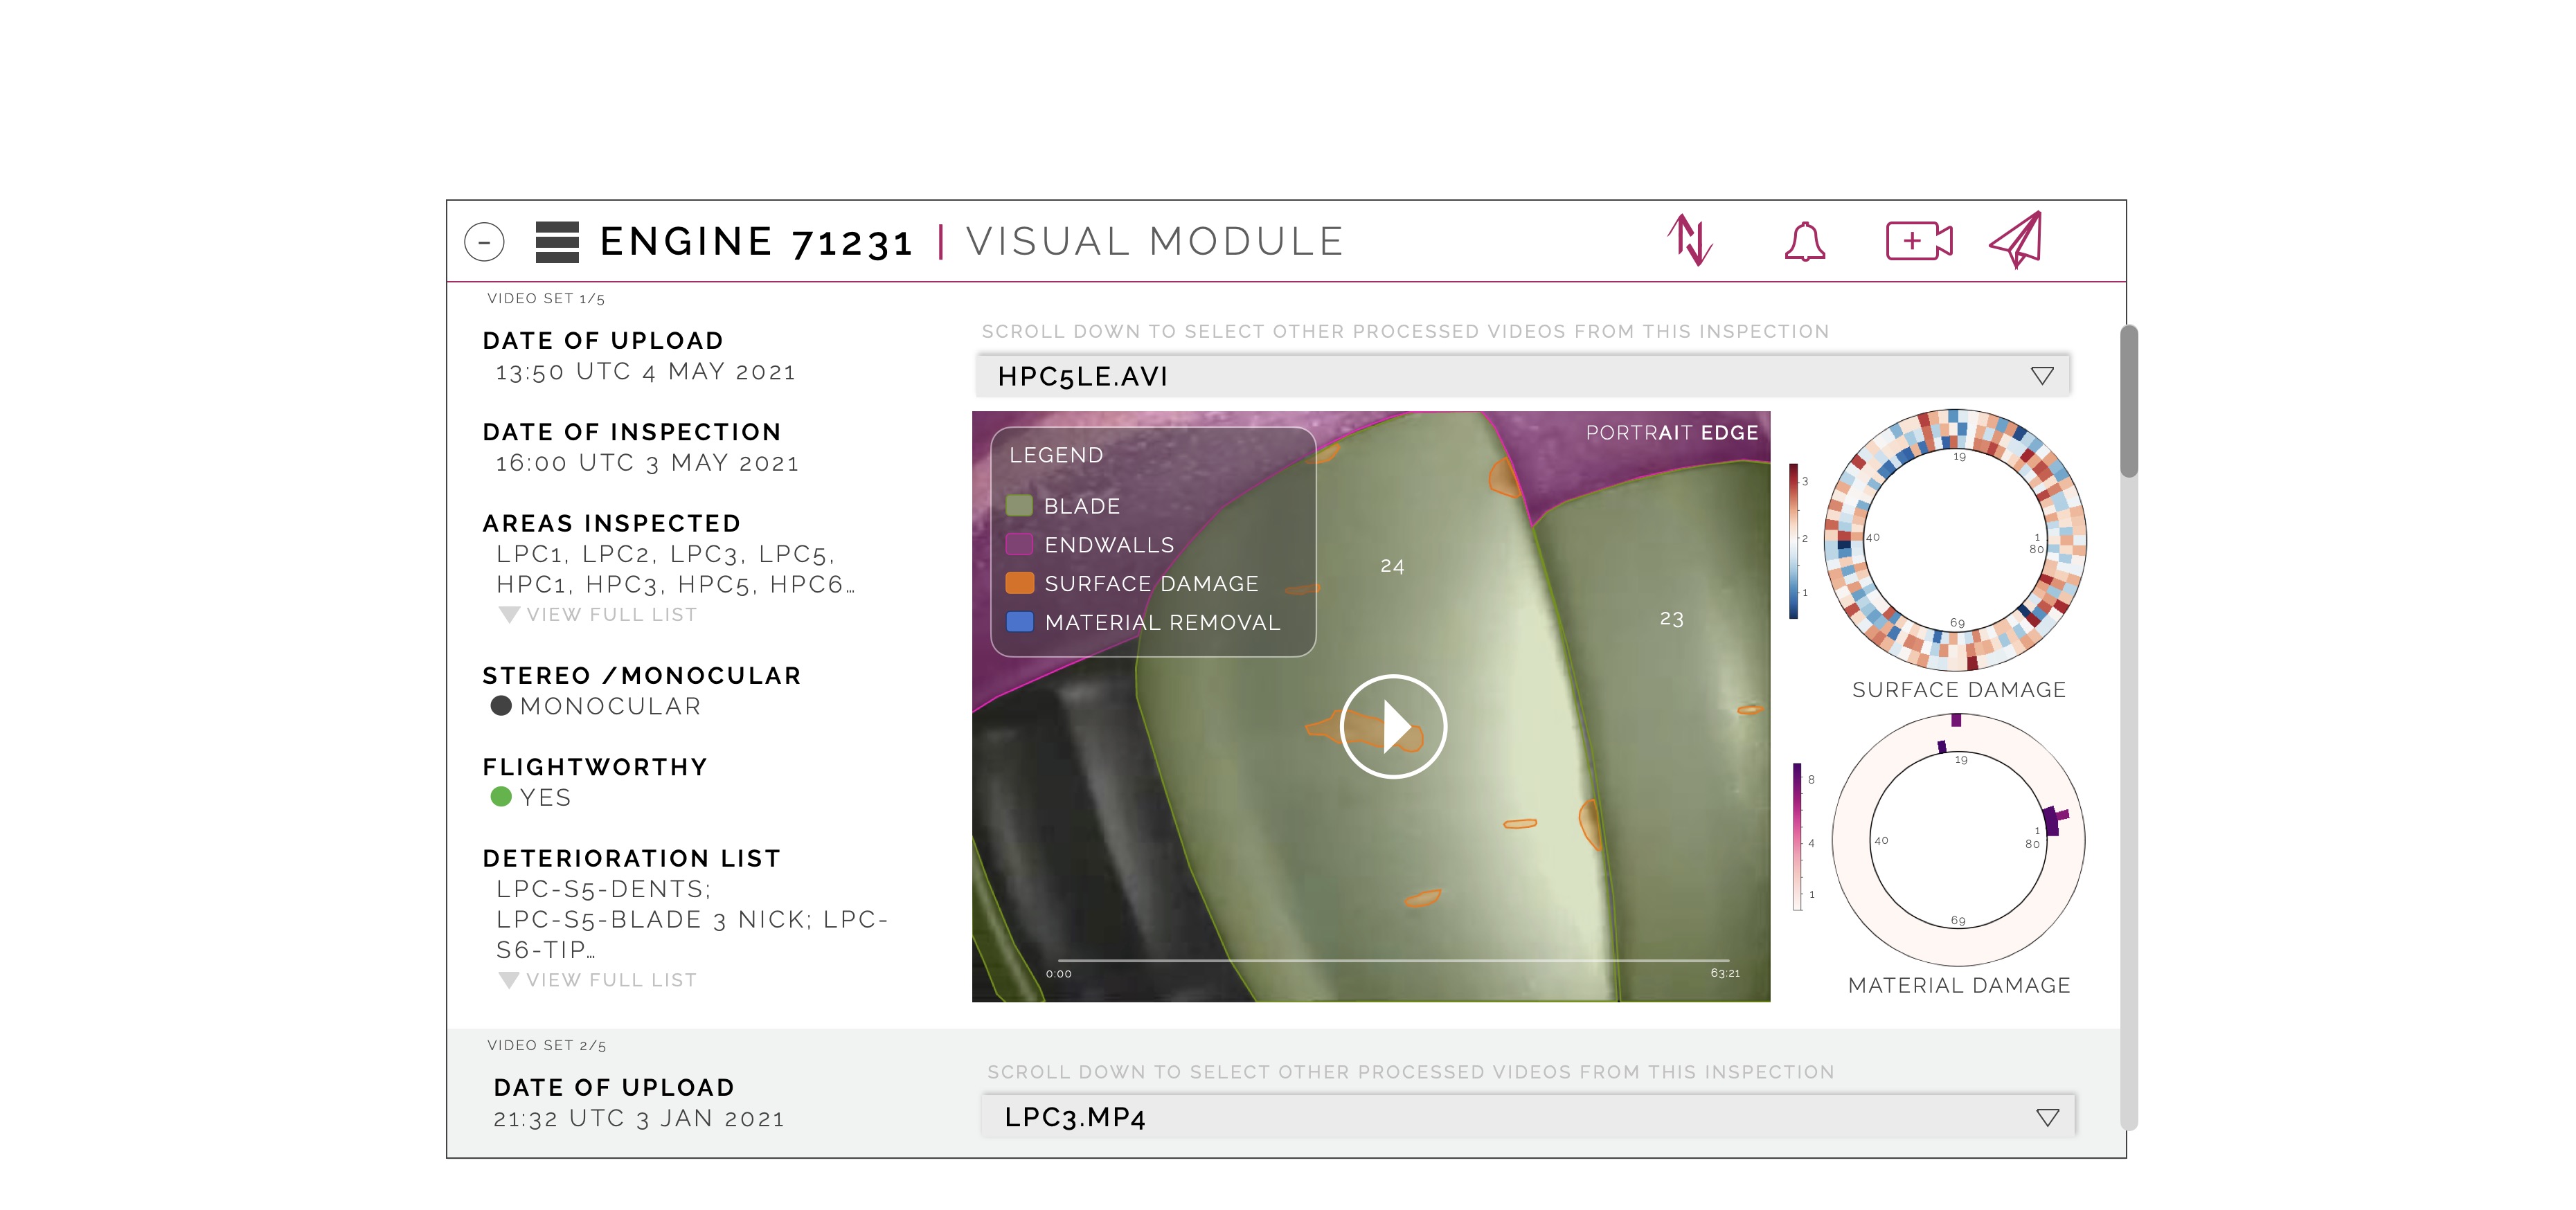 ENGINE 71231 | VISUAL MODULE
VIDEO SET 1/5
DATE OF UPLOAD
13:50 UTC 4 MAY 2021
DATE OF INSPECTION
16:00 UTC 3 MAY 2021
AREAS INSPECTED
LPC1, LPC2, LPC3, LPC5,
HPC1, HPC3, HPC5, HPC6…
VIEW FULL LIST
STEREO /MONOCULAR
MONOCULAR
FLIGHTWORTHY
YES
DETERIORATION LIST
LPC-S5-DENTS;
LPC-S5-BLADE 3 NICK; LPC-
S6-TIP…
VIEW FULL LIST
SCROLL DOWN TO SELECT OTHER PROCESSED VIDEOS FROM THIS INSPECTION
HPC5LE.AVI
PORTRAIT EDGE
LEGEND
BLADE
ENDWALLS
SURFACE DAMAGE
MATERIAL REMOVAL
24
23
0:00
63:21
3
2
1
19
40
1
80
69
SURFACE DAMAGE
8
4
1
19
40
1
80
69
MATERIAL DAMAGE
VIDEO SET 2/5
DATE OF UPLOAD
21:32 UTC 3 JAN 2021
SCROLL DOWN TO SELECT OTHER PROCESSED VIDEOS FROM THIS INSPECTION
LPC3.MP4